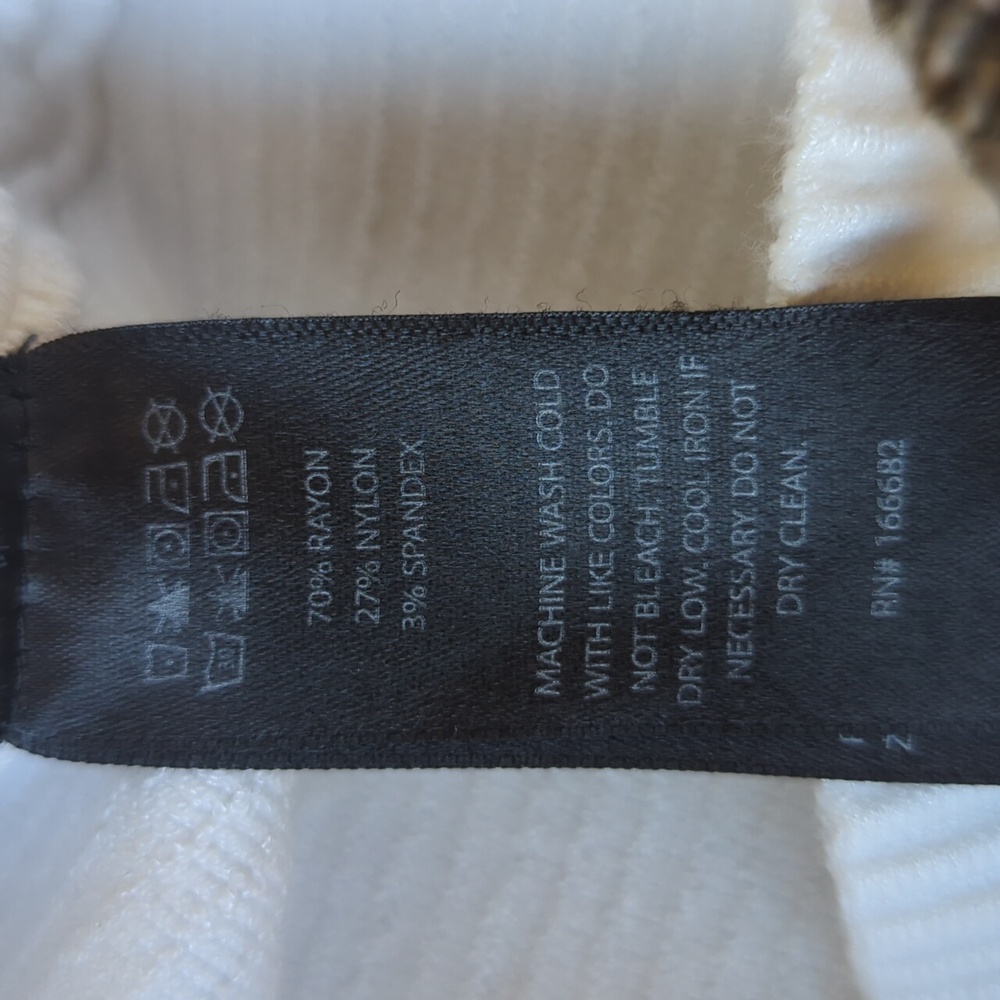 70% RAYON
27% NYLON
3% SPANDEX
MACHINE WASH COLD
WITH LIKE COLORS. DO
NOT BLEACH TUMBLE
DRY LOW. COOL IRON IF
NECESSARY. DO NOT
DRY CLEAN.
RN# 16682